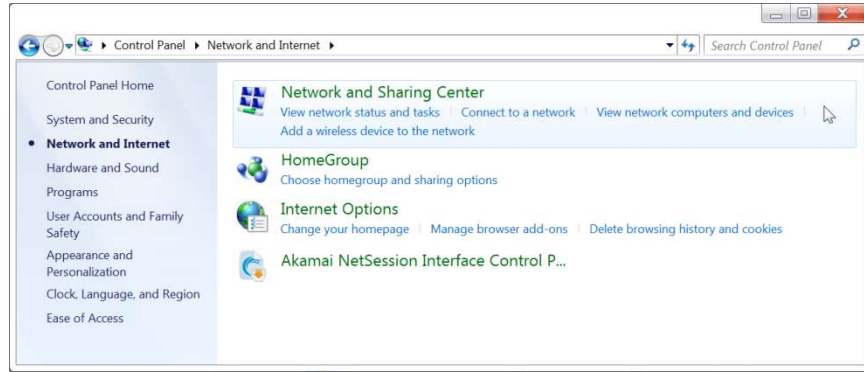 Control Panel Network and Internet
Search Control Panel
Control Panel Home
System and Security
Network and Internet
Hardware and Sound
Programs
User Accounts and Family
Safety
Appearance and
Personalization
Clock, Language, and Region
Ease of Access
Network and Sharing Center
View network status and tasks Connect to a network View network computers and devices
Add a wireless device to the network
HomeGroup
Choose homegroup and sharing options
Internet Options
Change your homepage Manage browser add-ons Delete browsing history and cookies
Akamai NetSession Interface Control P...